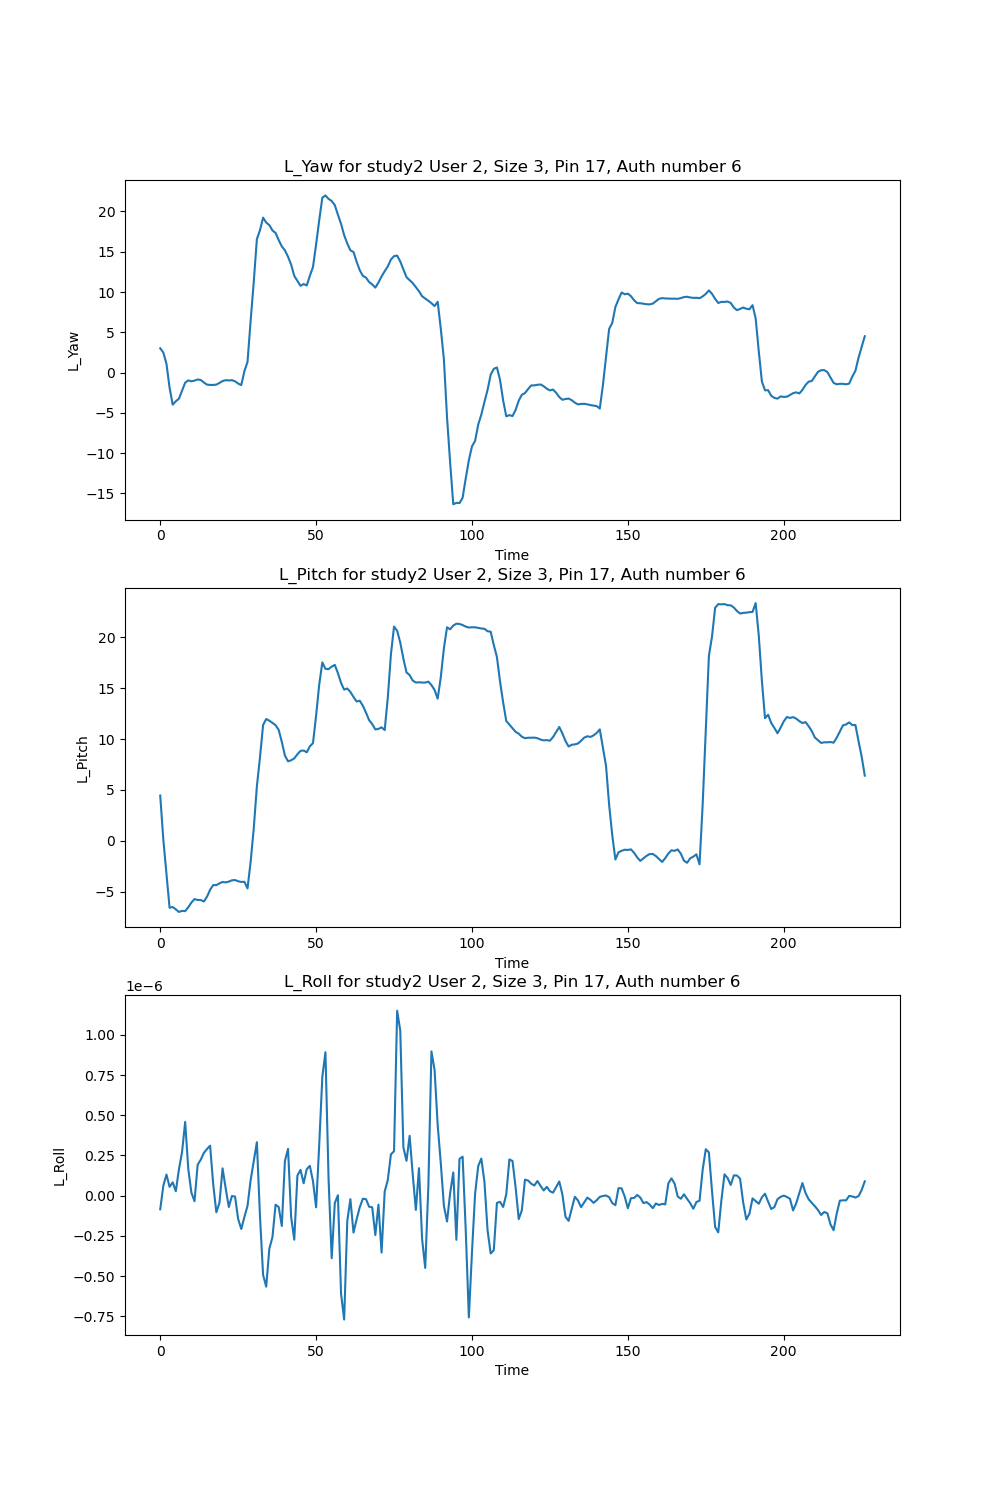 L_Yaw for study2 User 2, Size 3, Pin 17, Auth number 6
20
15
10
5
0
−5
−10
−15
L_Yaw
0 50 100 150 200
Time
L_Pitch for study2 User 2, Size 3, Pin 17, Auth number 6
20
15
10
5
0
−5
L_Pitch
0 50 100 150 200
Time
L_Roll for study2 User 2, Size 3, Pin 17, Auth number 6
1e−6
1.00
0.75
0.50
0.25
0.00
−0.25
−0.50
−0.75
L_Roll
0 50 100 150 200
Time